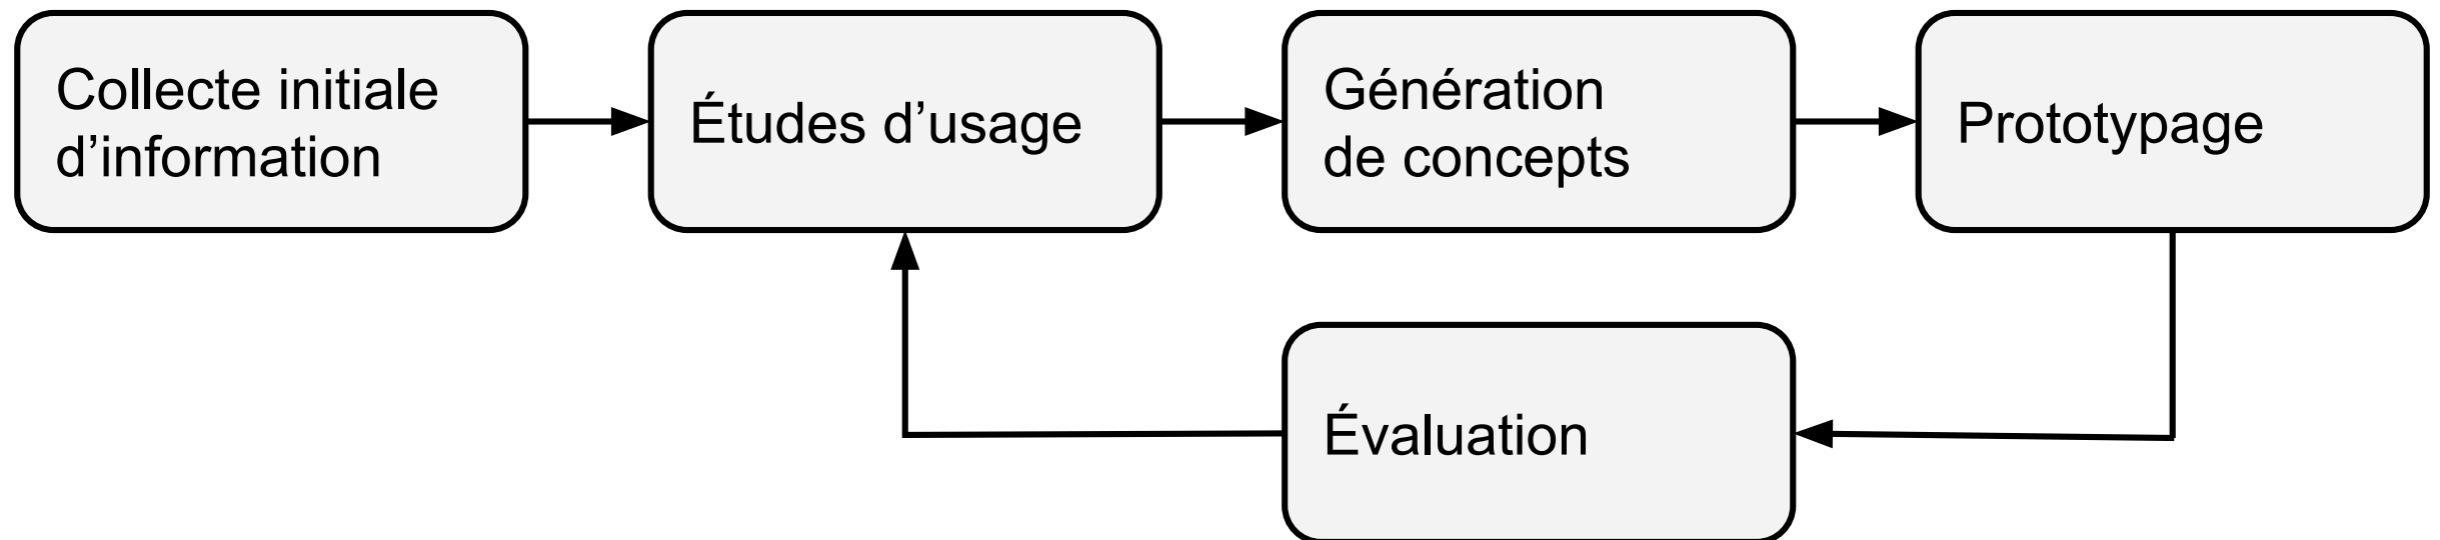 Collecte initiale
d’information
Études d’usage
Génération
de concepts
Prototypage
Évaluation